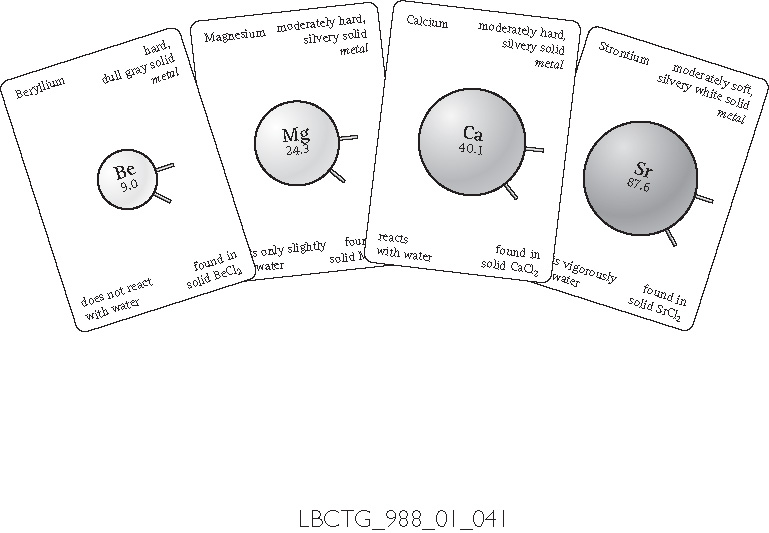 Beryllium
hard,
dull gray solid
metal
Be
9.0
does not react
with water
found in
solid BeCl₂
Magnesium
moderately hard,
silvery solid
metal
Mg
24.3
s only slightly
water
foun
solid M
Calcium
moderately hard,
silvery solid
metal
Ca
40.1
reacts
with water
found in
solid CaCl₂
Strontium
moderately soft,
silvery white solid
metal
Sr
87.6
s vigorously
water
found in
solid SrCl₂
LBCTG_988_01_041